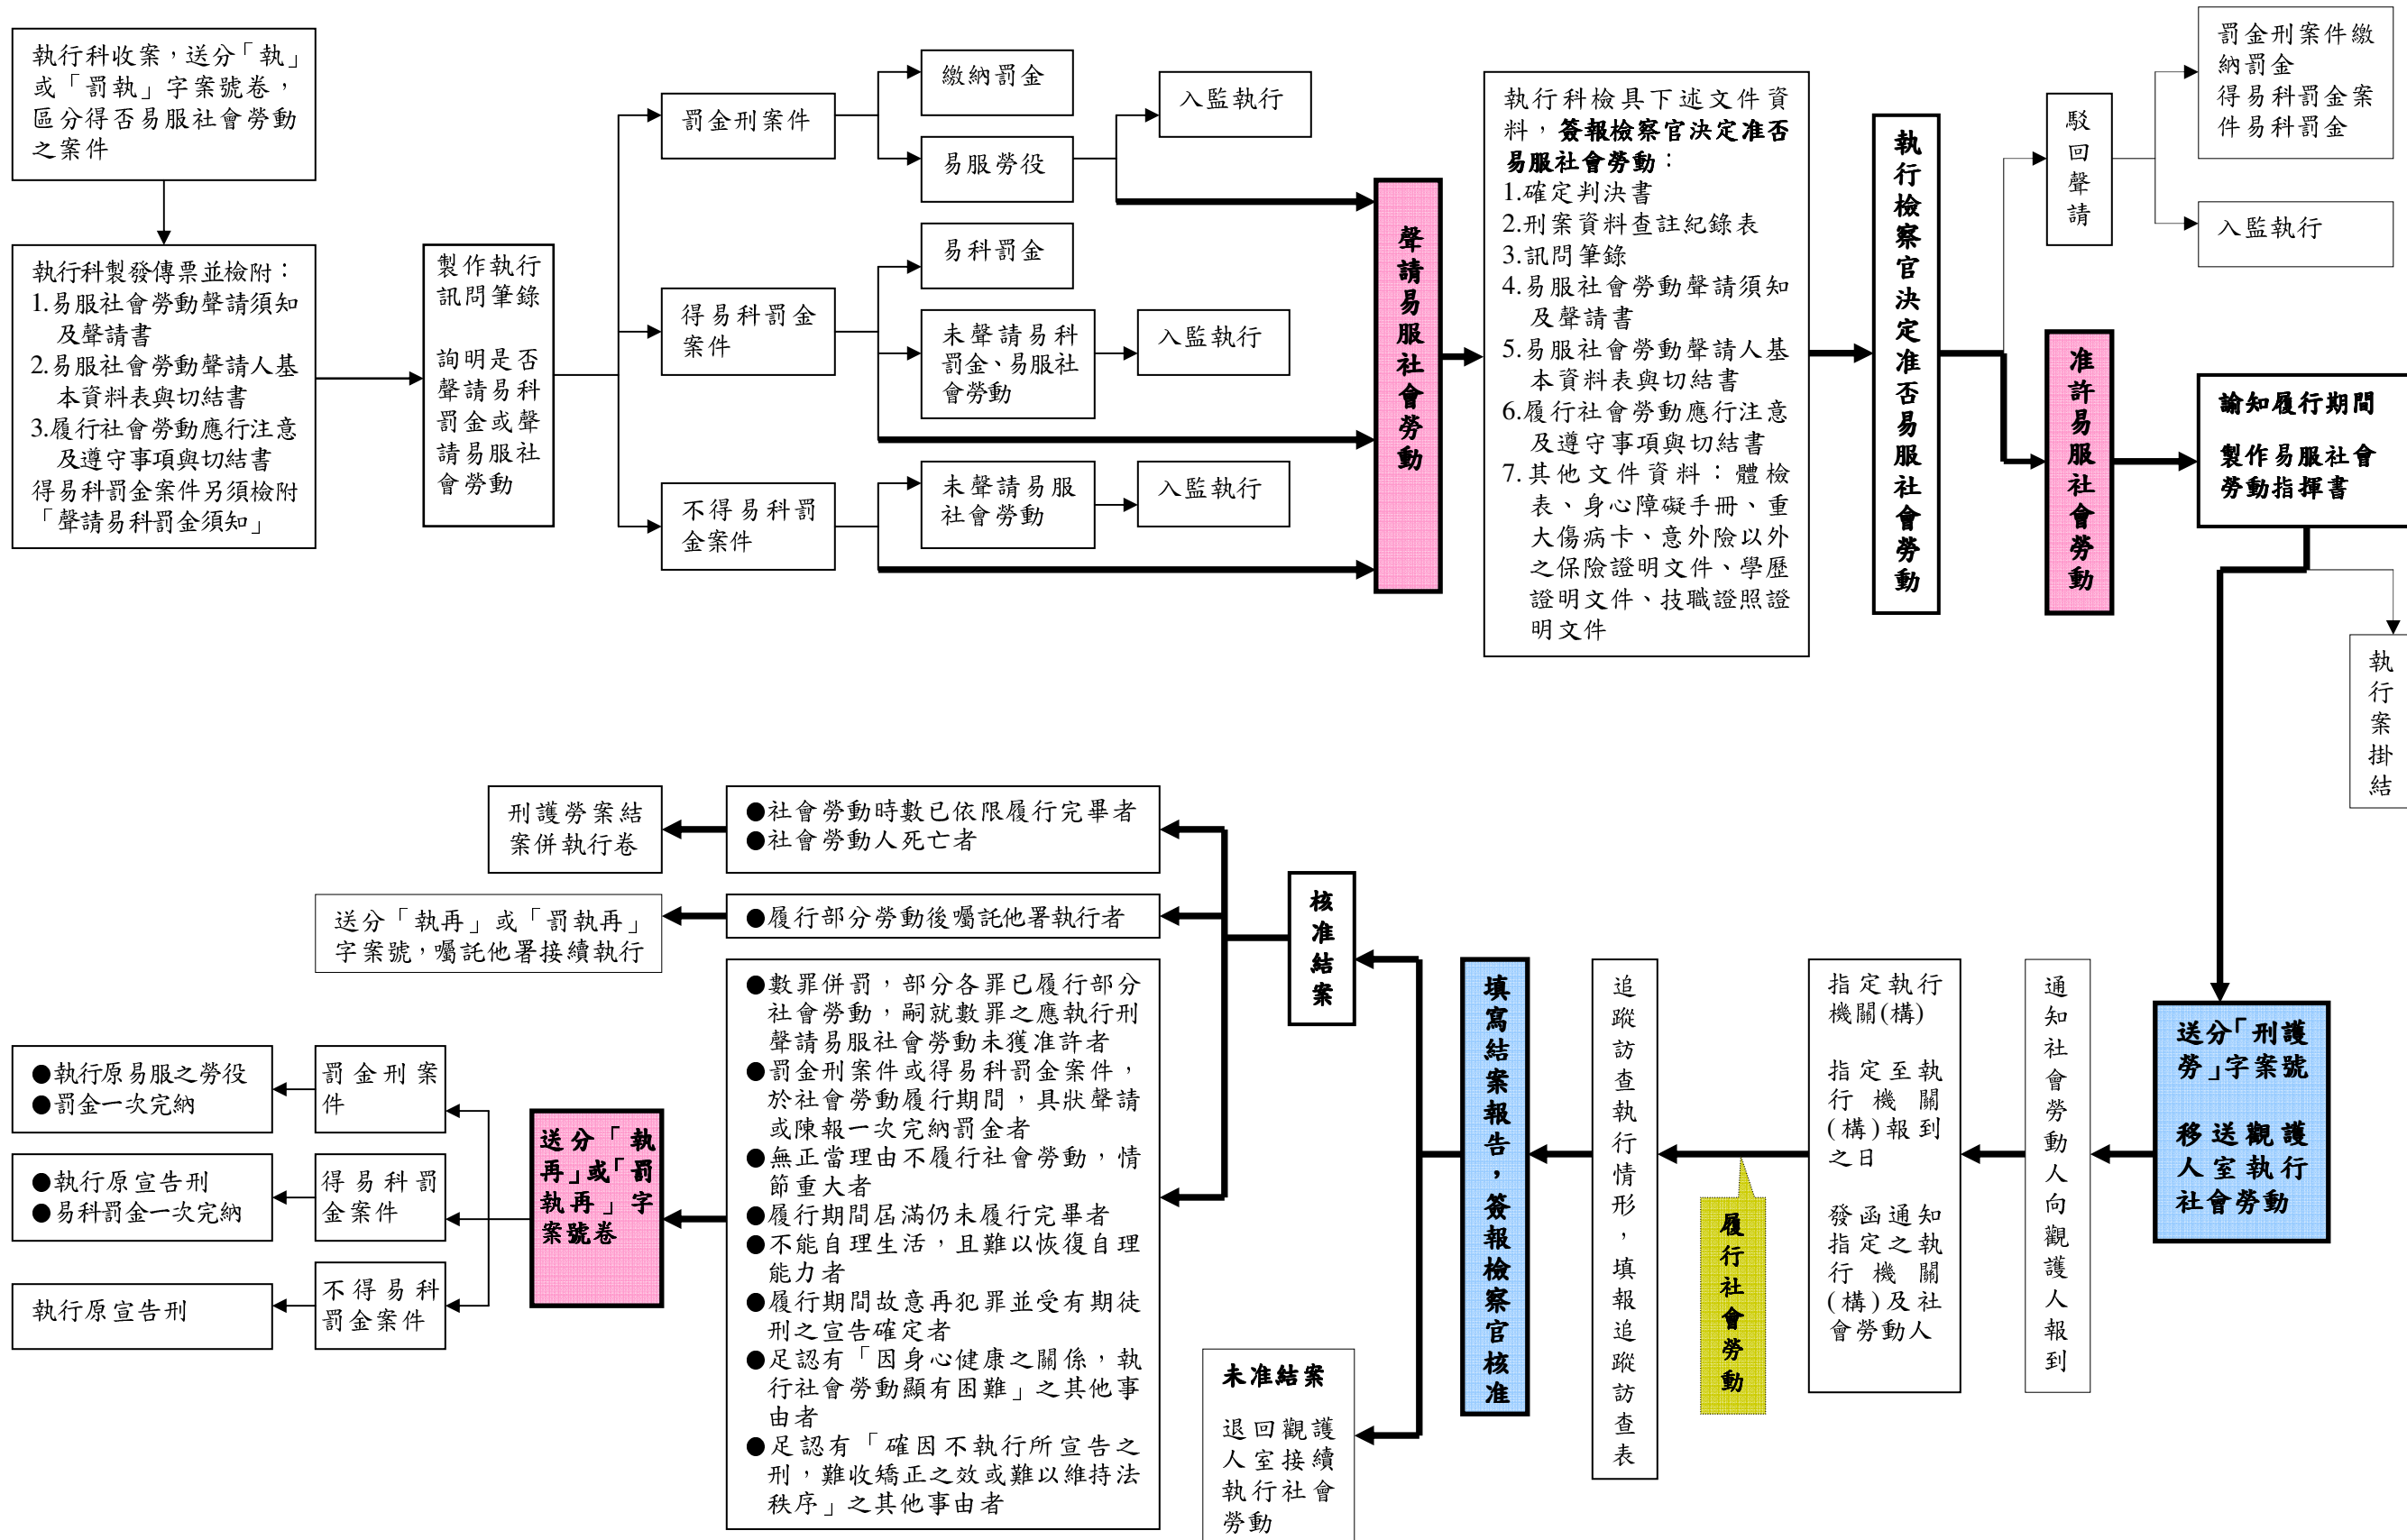 執行科收案，送分「執」
或「罰執」字案號卷，
區分得否易服社會勞動
之案件
執行科製發傳票並檢附：
1.易服社會勞動聲請須知
及聲請書
2.易服社會勞動聲請人基
本資料表與切結書
3.履行社會勞動應行注意
及遵守事項與切結書
得易科罰金案件另須檢附
「聲請易科罰金須知」
製作執行
訊問筆錄
詢明是否
聲請易科
罰金或聲
請易服社
會勞動
罰金刑案件
得易科罰金
案件
不得易科罰
金案件
繳納罰金
易服勞役
入監執行
易科罰金
未聲請易科
罰金、易服社
會勞動
入監執行
未聲請易服
社會勞動
入監執行
聲請易服社會勞動
執行科檢具下述文件資
料，簽報檢察官決定准否
易服社會勞動：
1.確定判決書
2.刑案資料查註紀錄表
3.訊問筆錄
4.易服社會勞動聲請須知
及聲請書
5.易服社會勞動聲請人基
本資料表與切結書
6.履行社會勞動應行注意
及遵守事項與切結書
7.其他文件資料：體檢
表、身心障礙手冊、重
大傷病卡、意外險以外
之保險證明文件、學歷
證明文件、技職證照證
明文件
執行檢察官決定准否易服社會勞動
駁回聲請
罰金刑案件繳
納罰金
得易科罰金案
件易科罰金
入監執行
准許易服社會勞動
諭知履行期間
製作易服社會
勞動指揮書
執行案掛結
送分「刑護
勞」字案號
移送觀護
人室執行
社會勞動
通知社會勞動人向觀護人報到
指定執行
機關(構)
指定至執
行機關
(構)報到
之日
發函通知
指定之執
行機關
(構)及社
會勞動人
履行社會勞動
追蹤訪查執行情形，填報追蹤訪查表
填寫結案報告，簽報檢察官核准
核准結案
未准結案
退回觀護
人室接續
執行社會
勞動
●社會勞動時數已依限履行完畢者
●社會勞動人死亡者
刑護勞案結
案併執行卷
●履行部分勞動後囑託他署執行者
送分「執再」或「罰執再」
字案號，囑託他署接續執行
●數罪併罰，部分各罪已履行部分
社會勞動，嗣就數罪之應執行刑
聲請易服社會勞動未獲准許者
●罰金刑案件或得易科罰金案件，
於社會勞動履行期間，具狀聲請
或陳報一次完納罰金者
●無正當理由不履行社會勞動，情
節重大者
●履行期間屆滿仍未履行完畢者
●不能自理生活，且難以恢復自理
能力者
●履行期間故意再犯罪並受有期徒
刑之宣告確定者
●足認有「因身心健康之關係，執
行社會勞動顯有困難」之其他事
由者
●足認有「確因不執行所宣告之
刑，難收矯正之效或難以維持法
秩序」之其他事由者
送分「執
再」或「罰
執再」字
案號卷
罰金刑案
件
●執行原易服之勞役
●罰金一次完納
得易科罰
金案件
●執行原宣告刑
●易科罰金一次完納
不得易科
罰金案件
執行原宣告刑